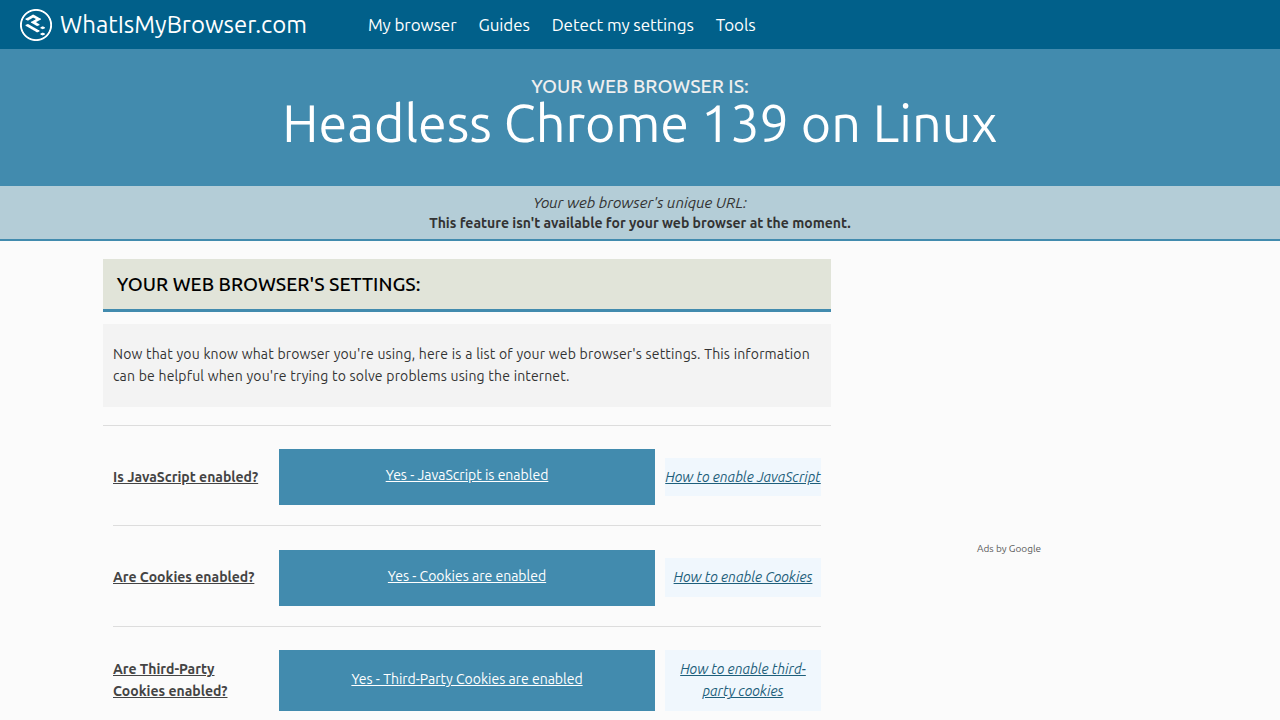 WhatIsMyBrowser.com My browser Guides Detect my settings Tools
YOUR WEB BROWSER IS:
Headless Chrome 139 on Linux
Your web browser's unique URL:
This feature isn't available for your web browser at the moment.
YOUR WEB BROWSER'S SETTINGS:
Now that you know what browser you're using, here is a list of your web browser's settings. This information
can be helpful when you're trying to solve problems using the internet.
Is JavaScript enabled? Yes - JavaScript is enabled How to enable JavaScript
Ads by Google
Are Cookies enabled? Yes - Cookies are enabled How to enable Cookies
Are Third-Party
Cookies enabled?
Yes - Third-Party Cookies are enabled
How to enable third-
party cookies